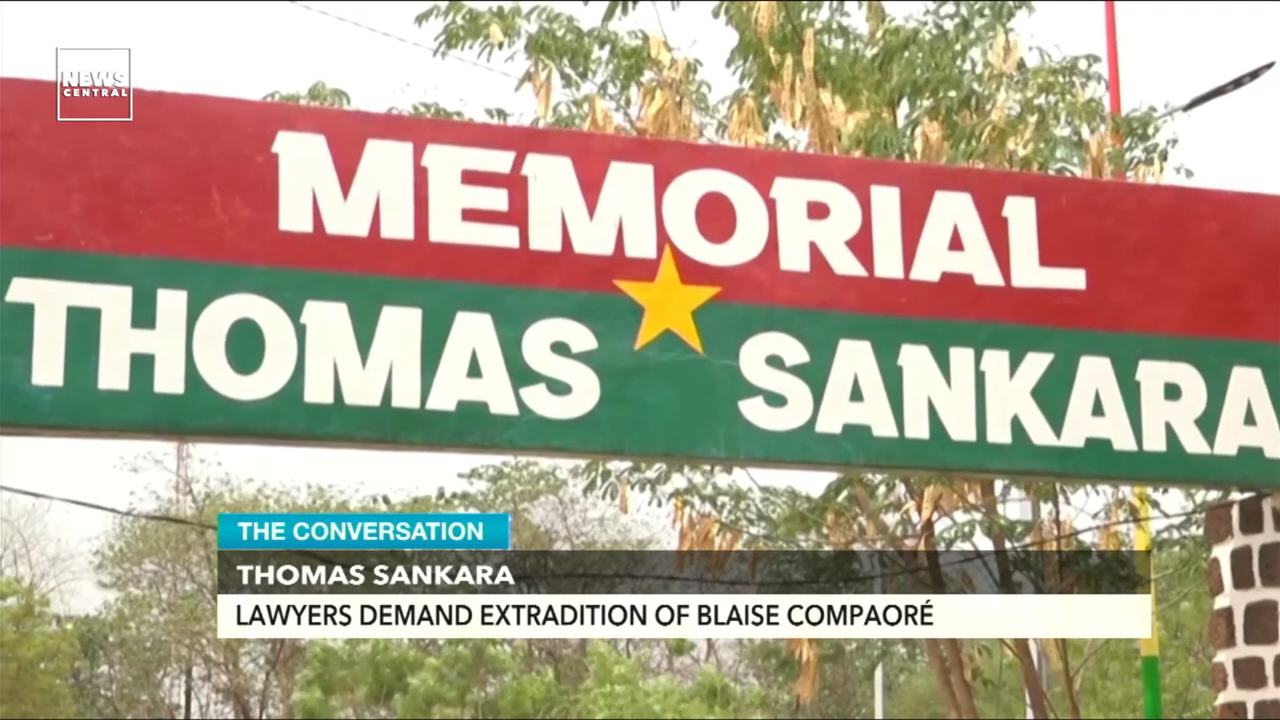 NEWS
CENTRAL
MEMORIAL
THOMAS SANKARA
THE CONVERSATION
THOMAS SANKARA
LAWYERS DEMAND EXTRADITION OF BLAISE COMPAORÉ